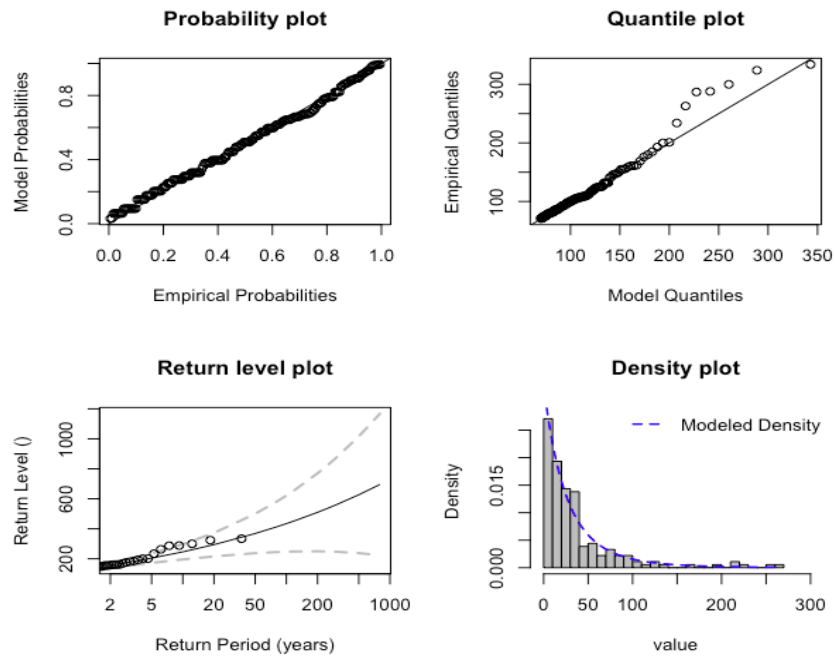 Probability plot
Model Probabilities
0.0 0.4 0.8
0.0 0.2 0.4 0.6 0.8 1.0
Empirical Probabilities
Quantile plot
Empirical Quantiles
100 200 300
100 150 200 250 300 350
Model Quantiles
Return level plot
Return Level ()
200 600 1000
2 5 20 50 200 1000
Return Period (years)
Density plot
Modeled Density
Density
0.000 0.015
0 50 100 200 300
value